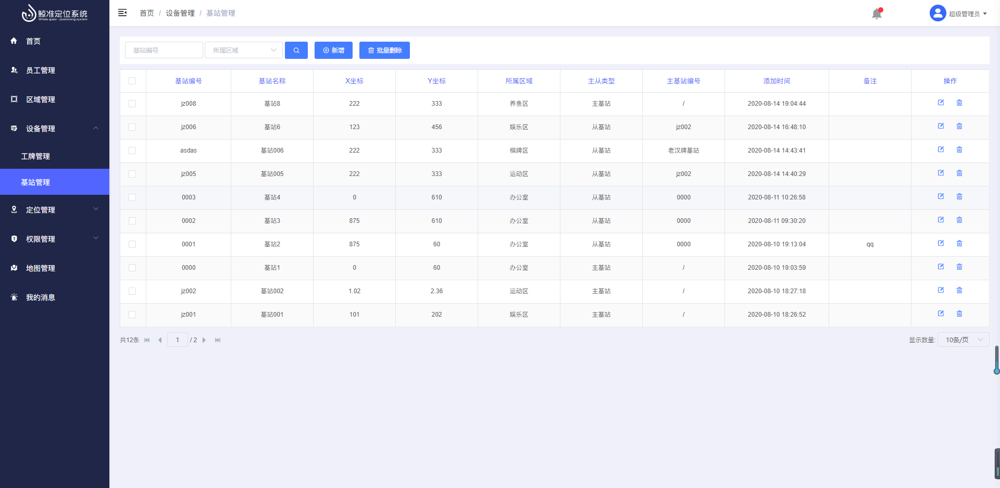 鲸准定位系统
Whale quasi - positioning system
首页
员工管理
区域管理
设备管理
工牌管理
基站管理
定位管理
权限管理
地图管理
我的消息
首页 / 设备管理 / 基站管理
超级管理员
基站编号 所属区域 新增 批量删除
基站编号 基站名称 X坐标 Y坐标 所属区域 主从类型 主基站编号 添加时间 备注 操作
jz008 基站8 222 333 养鱼区 主基站 / 2020-08-14 19:04:44
jz006 基站6 123 456 娱乐区 从基站 jz002 2020-08-14 16:48:10
asdas 基站006 222 333 棋牌区 从基站 老汉牌基站 2020-08-14 14:43:41
jz005 基站005 222 333 运动区 从基站 jz002 2020-08-14 14:40:29
0003 基站4 0 610 办公室 从基站 0000 2020-08-11 10:26:58
0002 基站3 875 610 办公室 从基站 0000 2020-08-11 09:30:20
0001 基站2 875 60 办公室 从基站 0000 2020-08-10 19:13:04 qq
0000 基站1 0 60 办公室 主基站 / 2020-08-10 19:03:59
jz002 基站002 1.02 2.36 运动区 主基站 / 2020-08-10 18:27:18
jz001 基站001 101 202 娱乐区 主基站 / 2020-08-10 18:26:52
共12条 1 / 2 显示数量: 10条/页